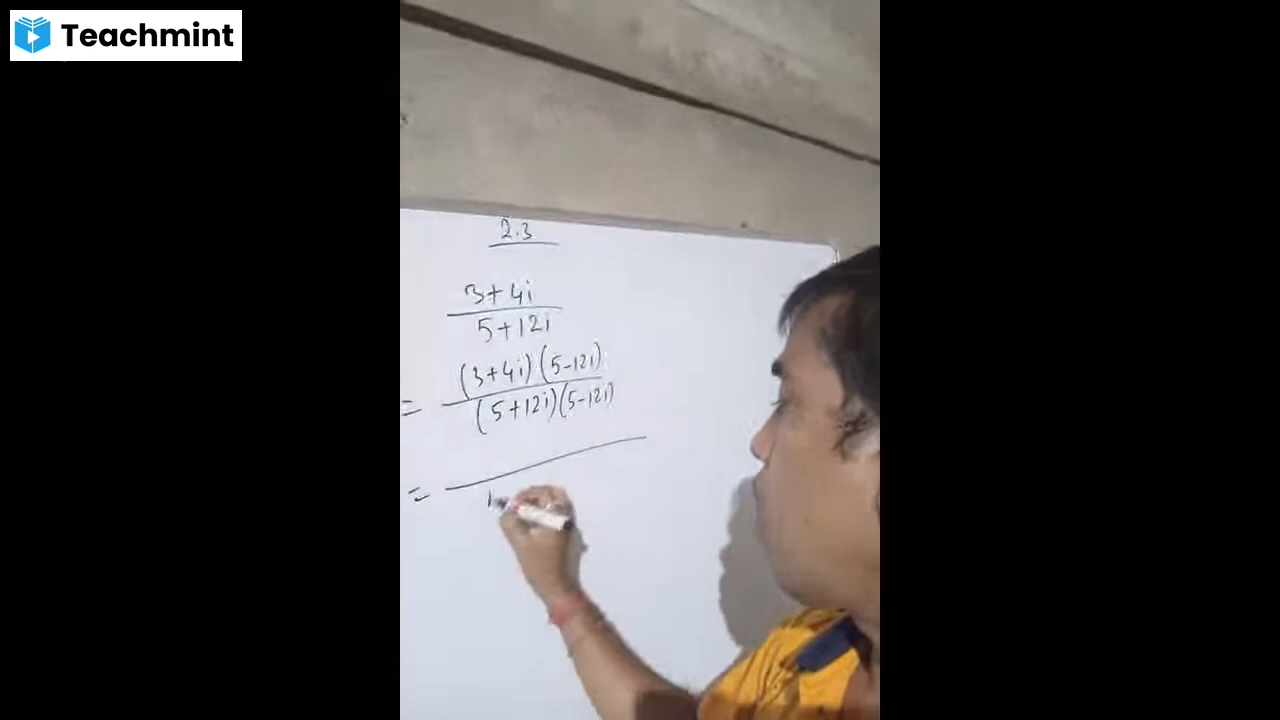 Teachmint
2.3
3+4i
5+12i
(3+4i)(5-12i)
=
(5+12i)(5-12i)
=